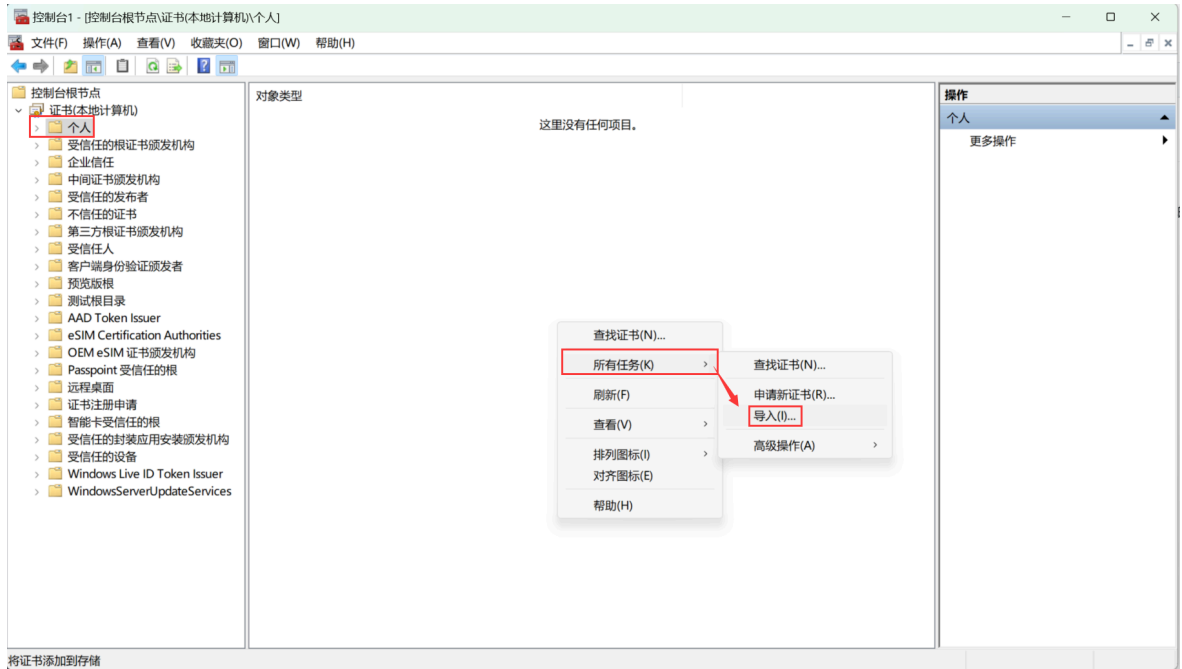 控制台1 - [控制台根节点\证书(本地计算机)\个人]
文件(F) 操作(A) 查看(V) 收藏夹(O) 窗口(W) 帮助(H)
控制台根节点
证书(本地计算机)
个人
受信任的根证书颁发机构
企业信任
中间证书颁发机构
受信任的发布者
不信任的证书
第三方根证书颁发机构
受信任人
客户端身份验证颁发者
预览版根
测试根目录
AAD Token Issuer
eSIM Certification Authorities
OEM eSIM 证书颁发机构
Passpoint 受信任的根
远程桌面
证书注册申请
智能卡受信任的根
受信任的封装应用安装颁发机构
受信任的设备
Windows Live ID Token Issuer
WindowsServerUpdateServices
对象类型
这里没有任何项目。
查找证书(N)...
所有任务(K)
刷新(F)
查看(V)
排列图标(I)
对齐图标(E)
帮助(H)
查找证书(N)...
申请新证书(R)...
导入(I)...
高级操作(A)
操作
个人
更多操作
将证书添加到存储